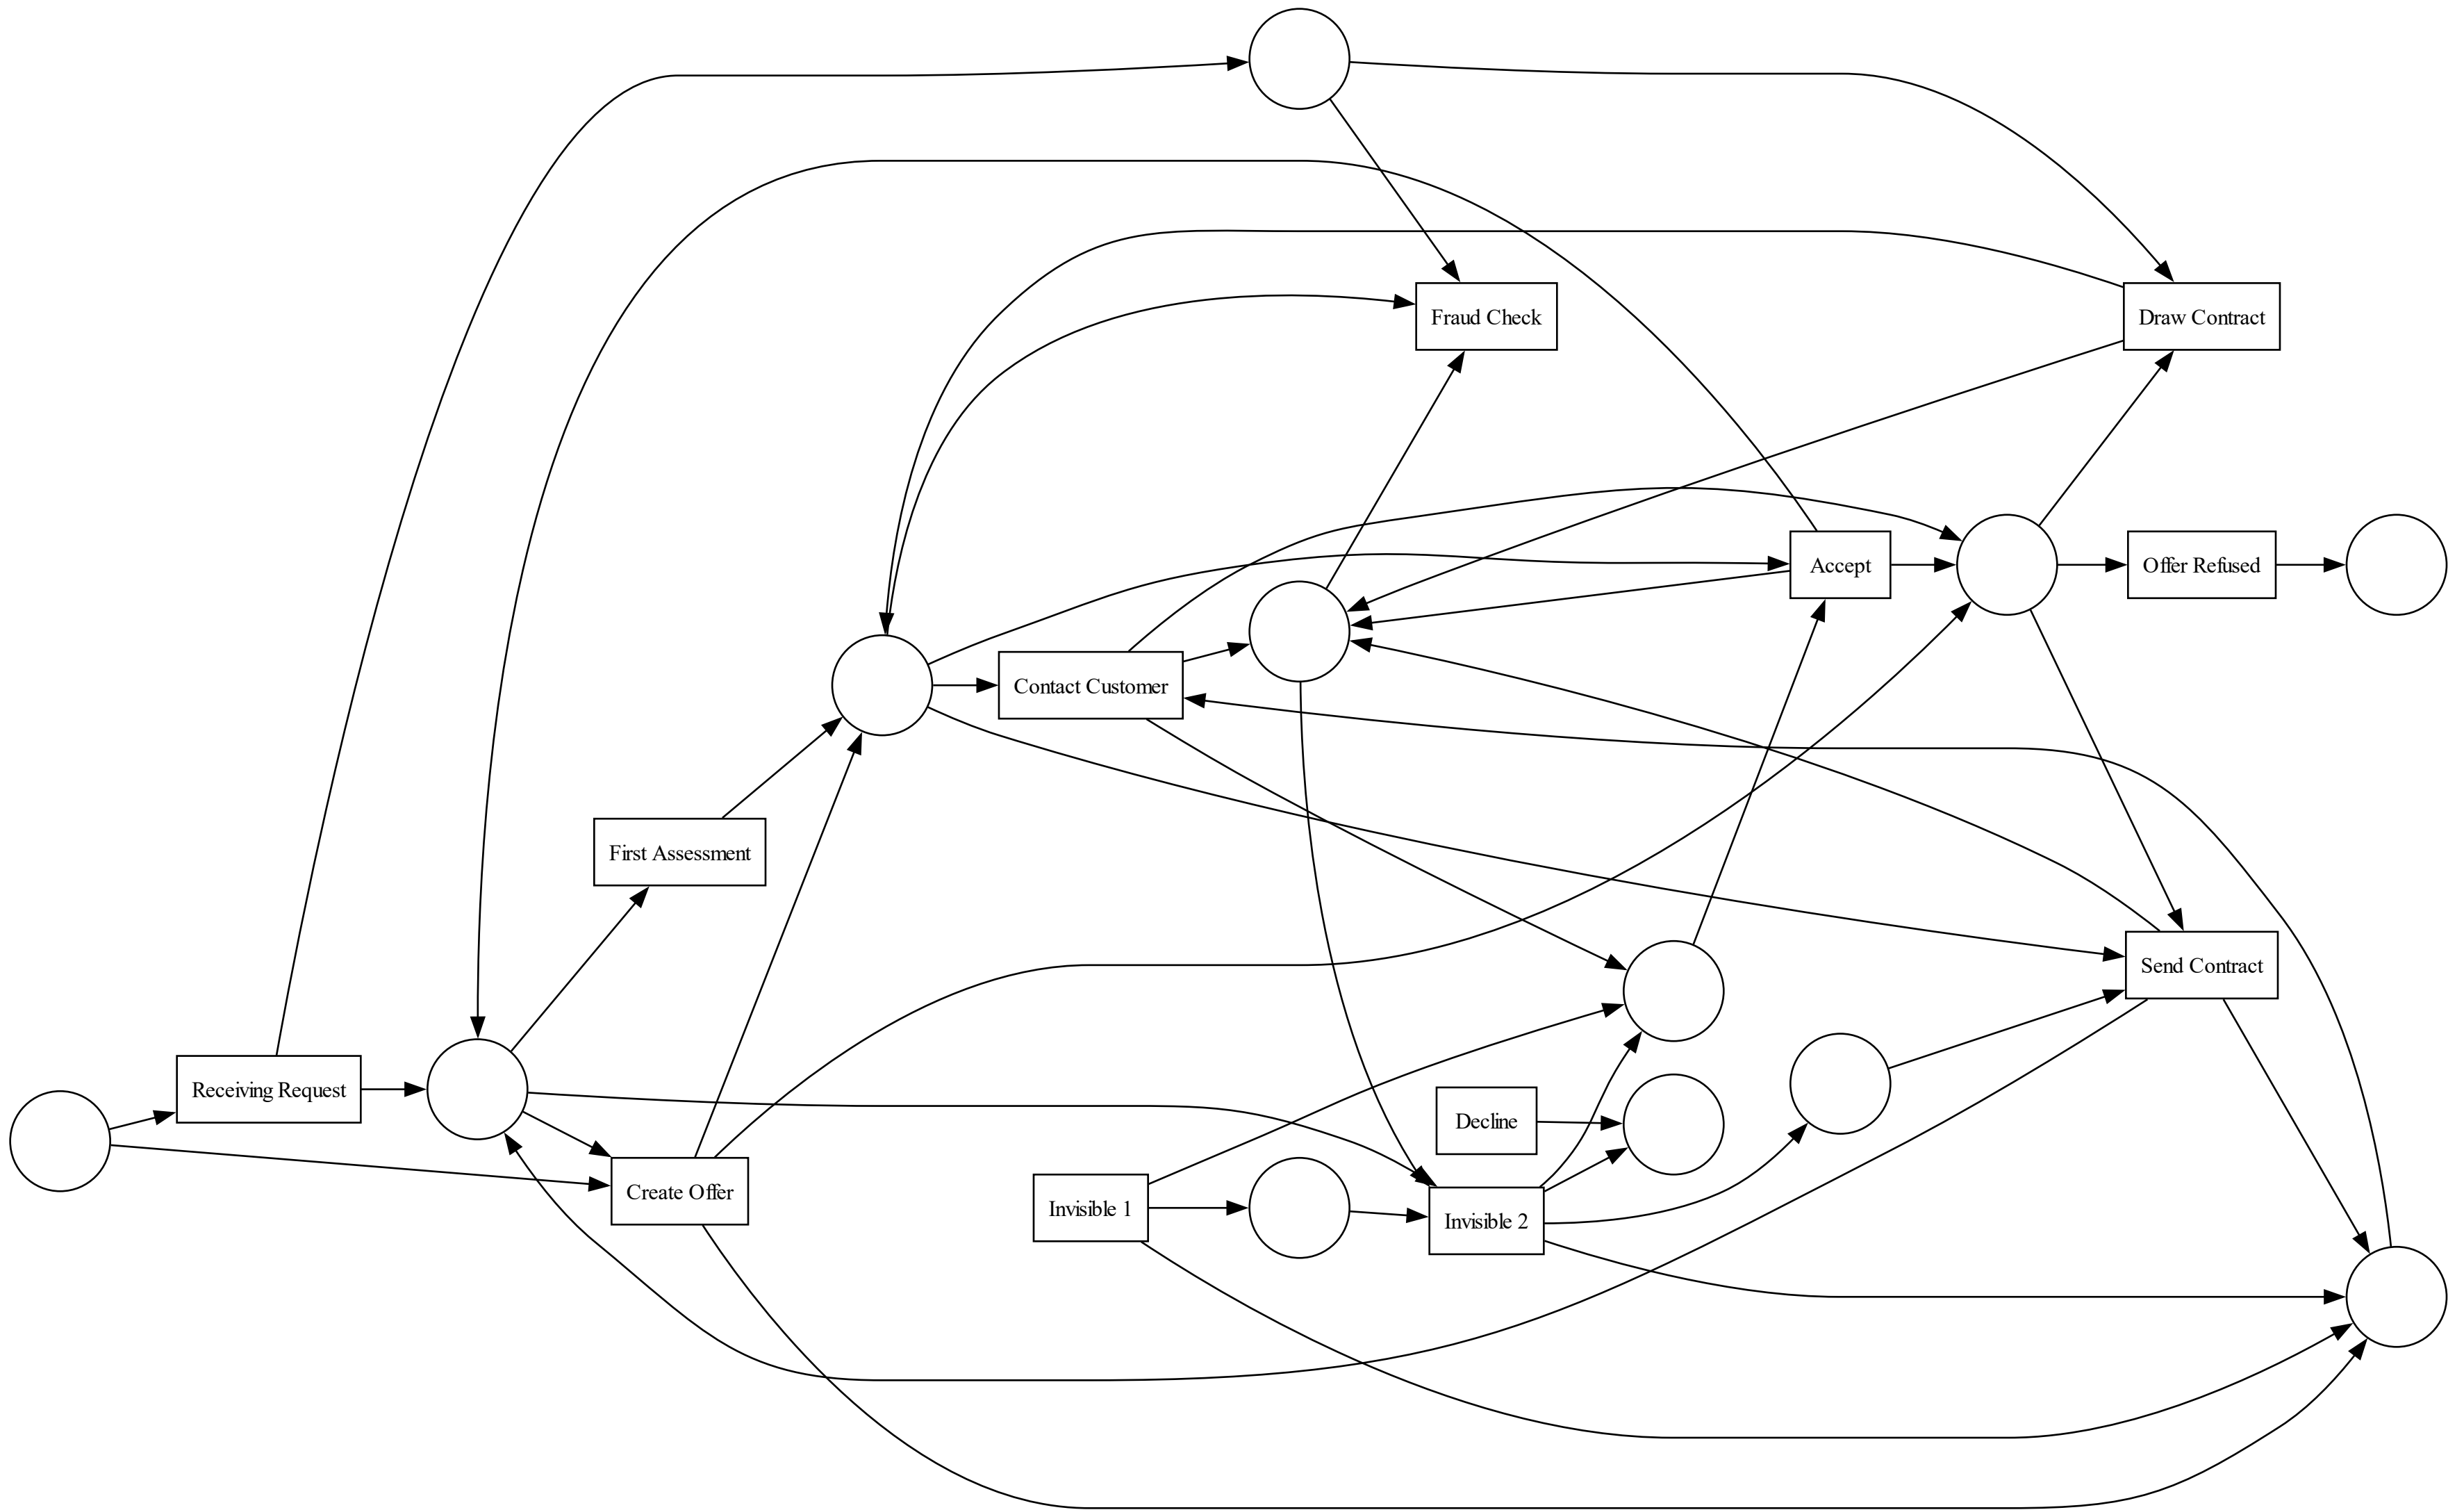 Fraud Check
Draw Contract
Accept
Offer Refused
Contact Customer
First Assessment
Send Contract
Receiving Request
Decline
Create Offer
Invisible 1
Invisible 2